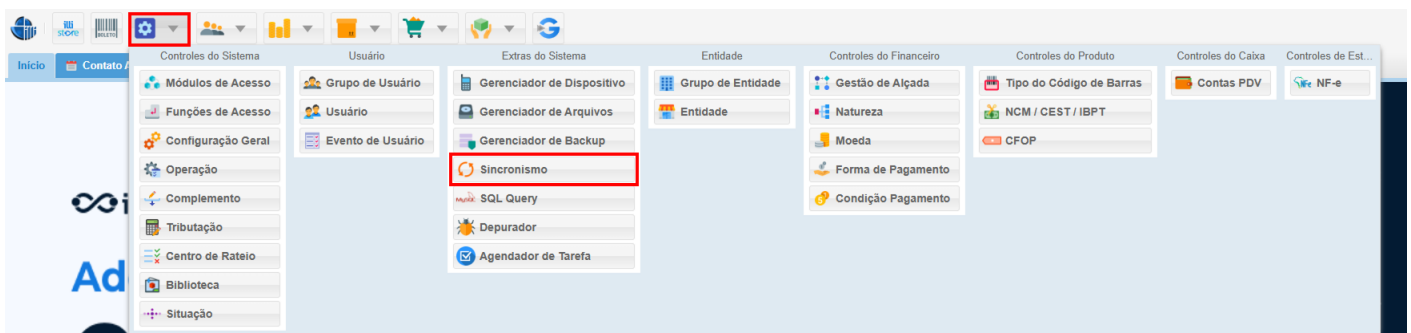 illi
store
BOLETO
Início
Contato A
Controles do Sistema
Módulos de Acesso
Funções de Acesso
Configuração Geral
Operação
Complemento
Tributação
Centro de Rateio
Biblioteca
Situação
Usuário
Grupo de Usuário
Usuário
Evento de Usuário
Extras do Sistema
Gerenciador de Dispositivo
Gerenciador de Arquivos
Gerenciador de Backup
Sincronismo
SQL Query
Depurador
Agendador de Tarefa
Entidade
Grupo de Entidade
Entidade
Controles do Financeiro
Gestão de Alçada
Natureza
Moeda
Forma de Pagamento
Condição Pagamento
Controles do Produto
Tipo do Código de Barras
NCM / CEST / IBPT
CFOP
Controles do Caixa
Contas PDV
Controles de Est...
NF-e
Ad